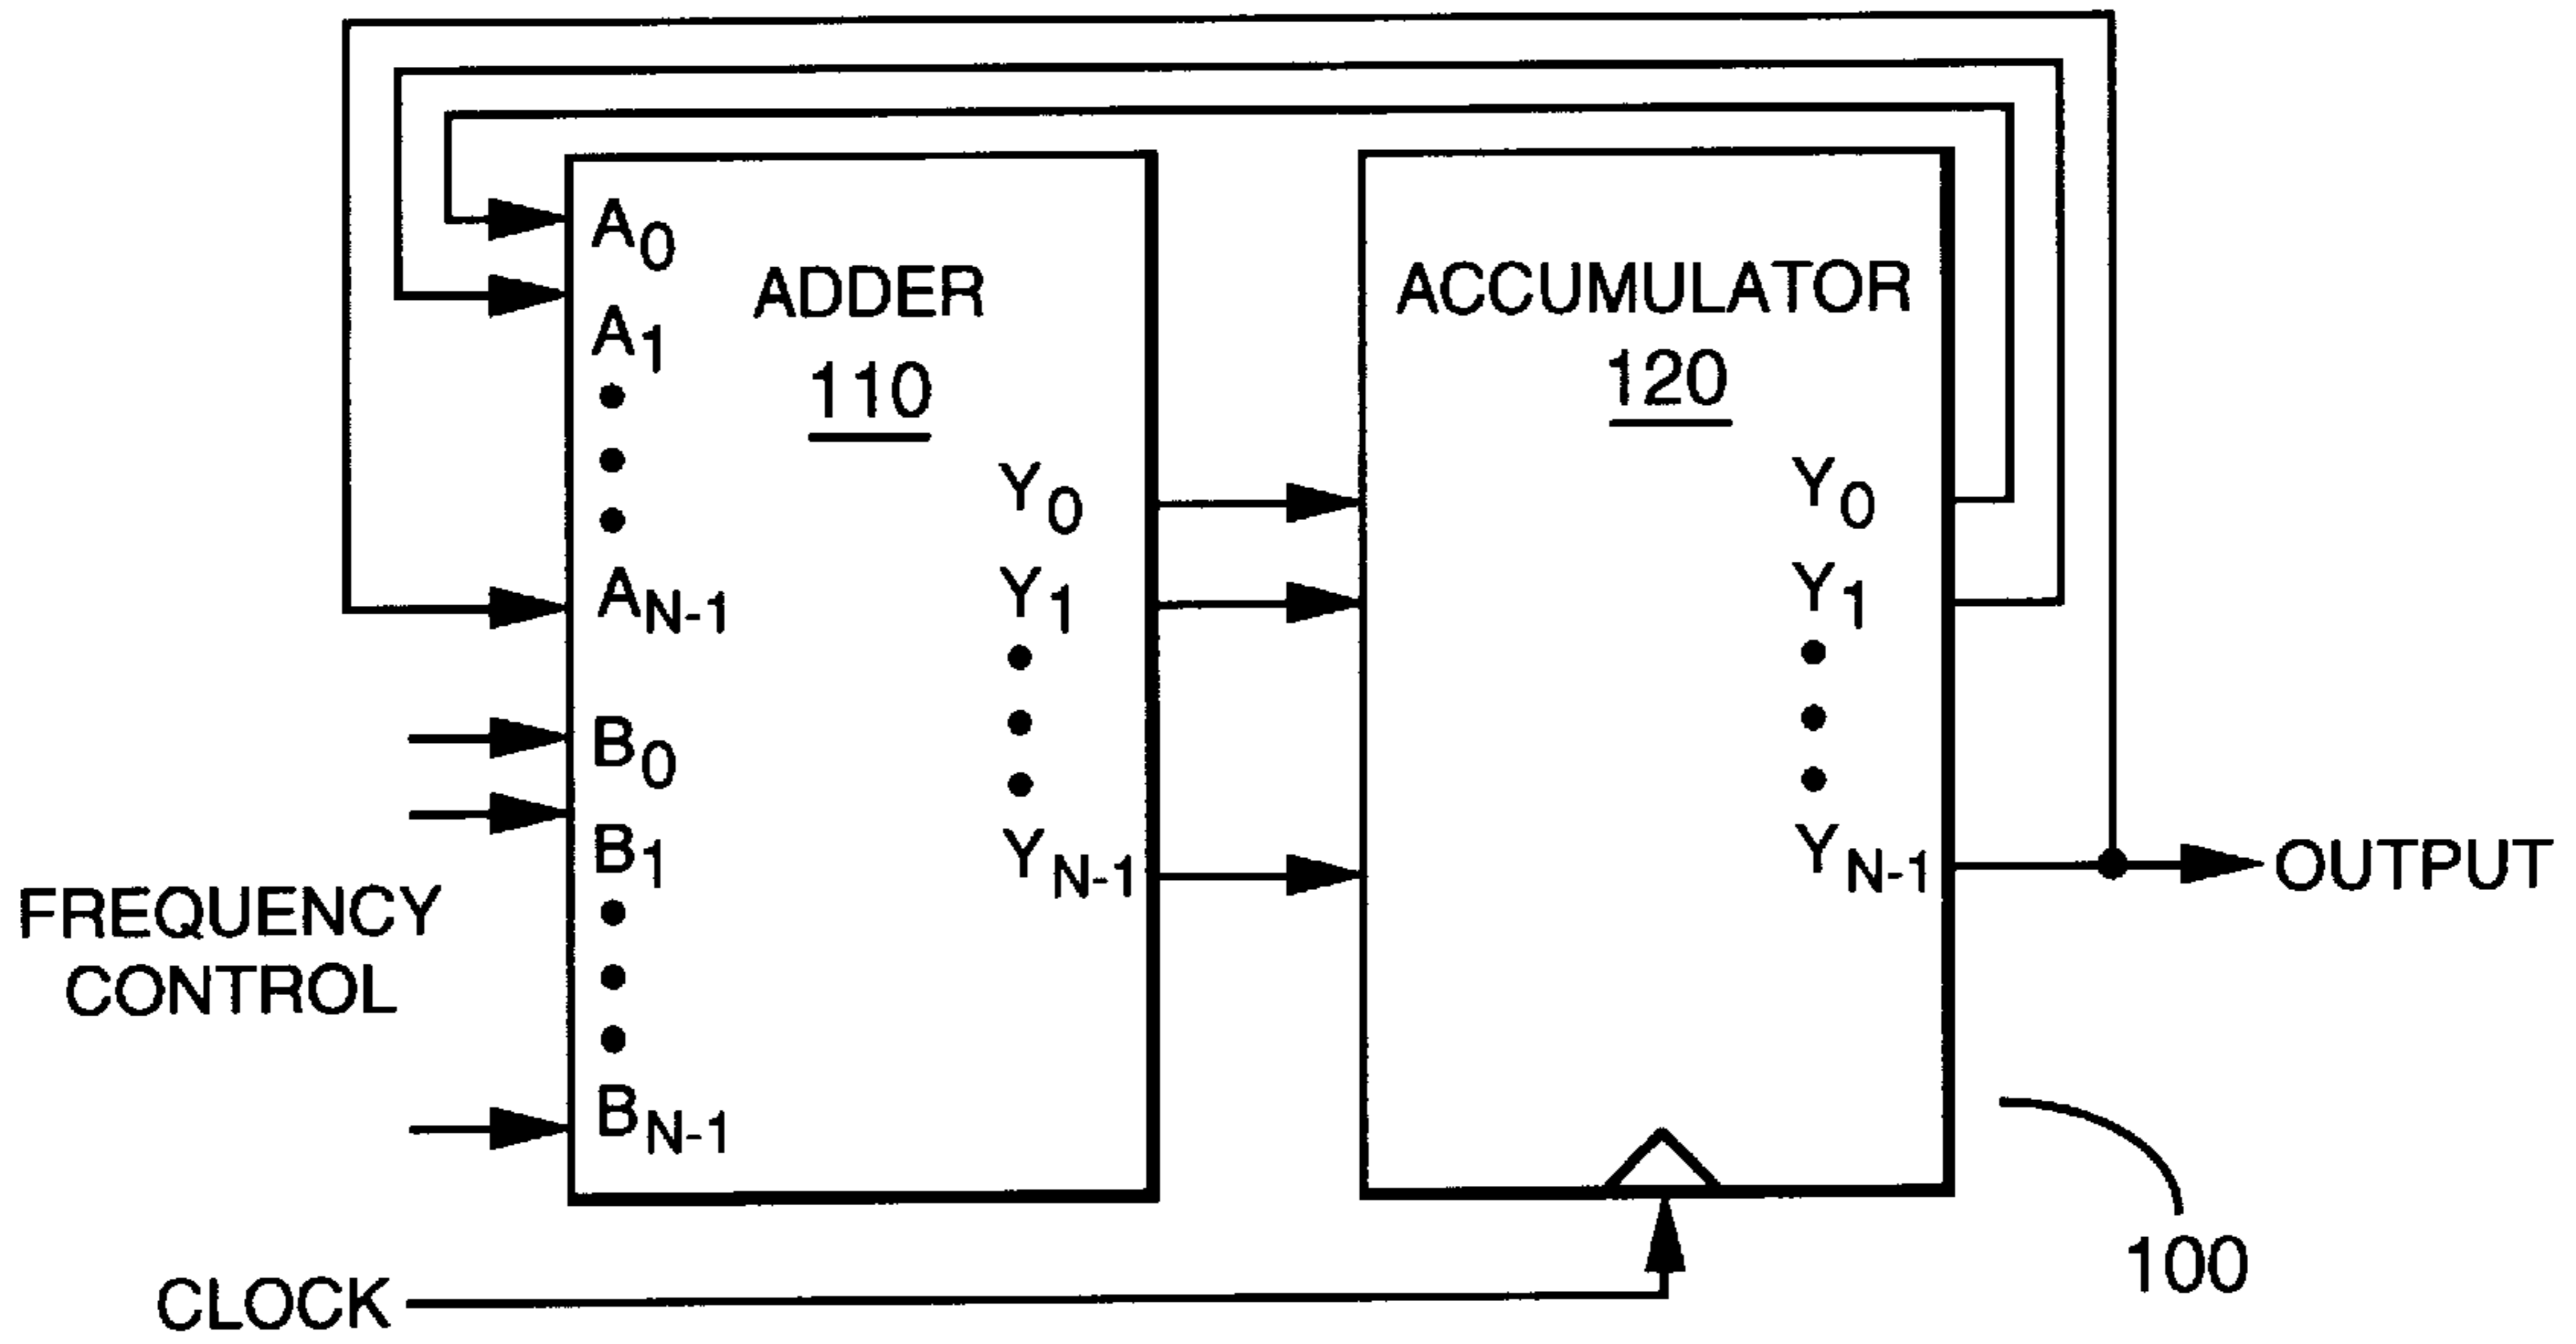 A0
A1
AN-1
B0
B1
BN-1
ADDER
110
Y0
Y1
YN-1
ACCUMULATOR
120
Y0
Y1
YN-1
OUTPUT
FREQUENCY
CONTROL
CLOCK
100